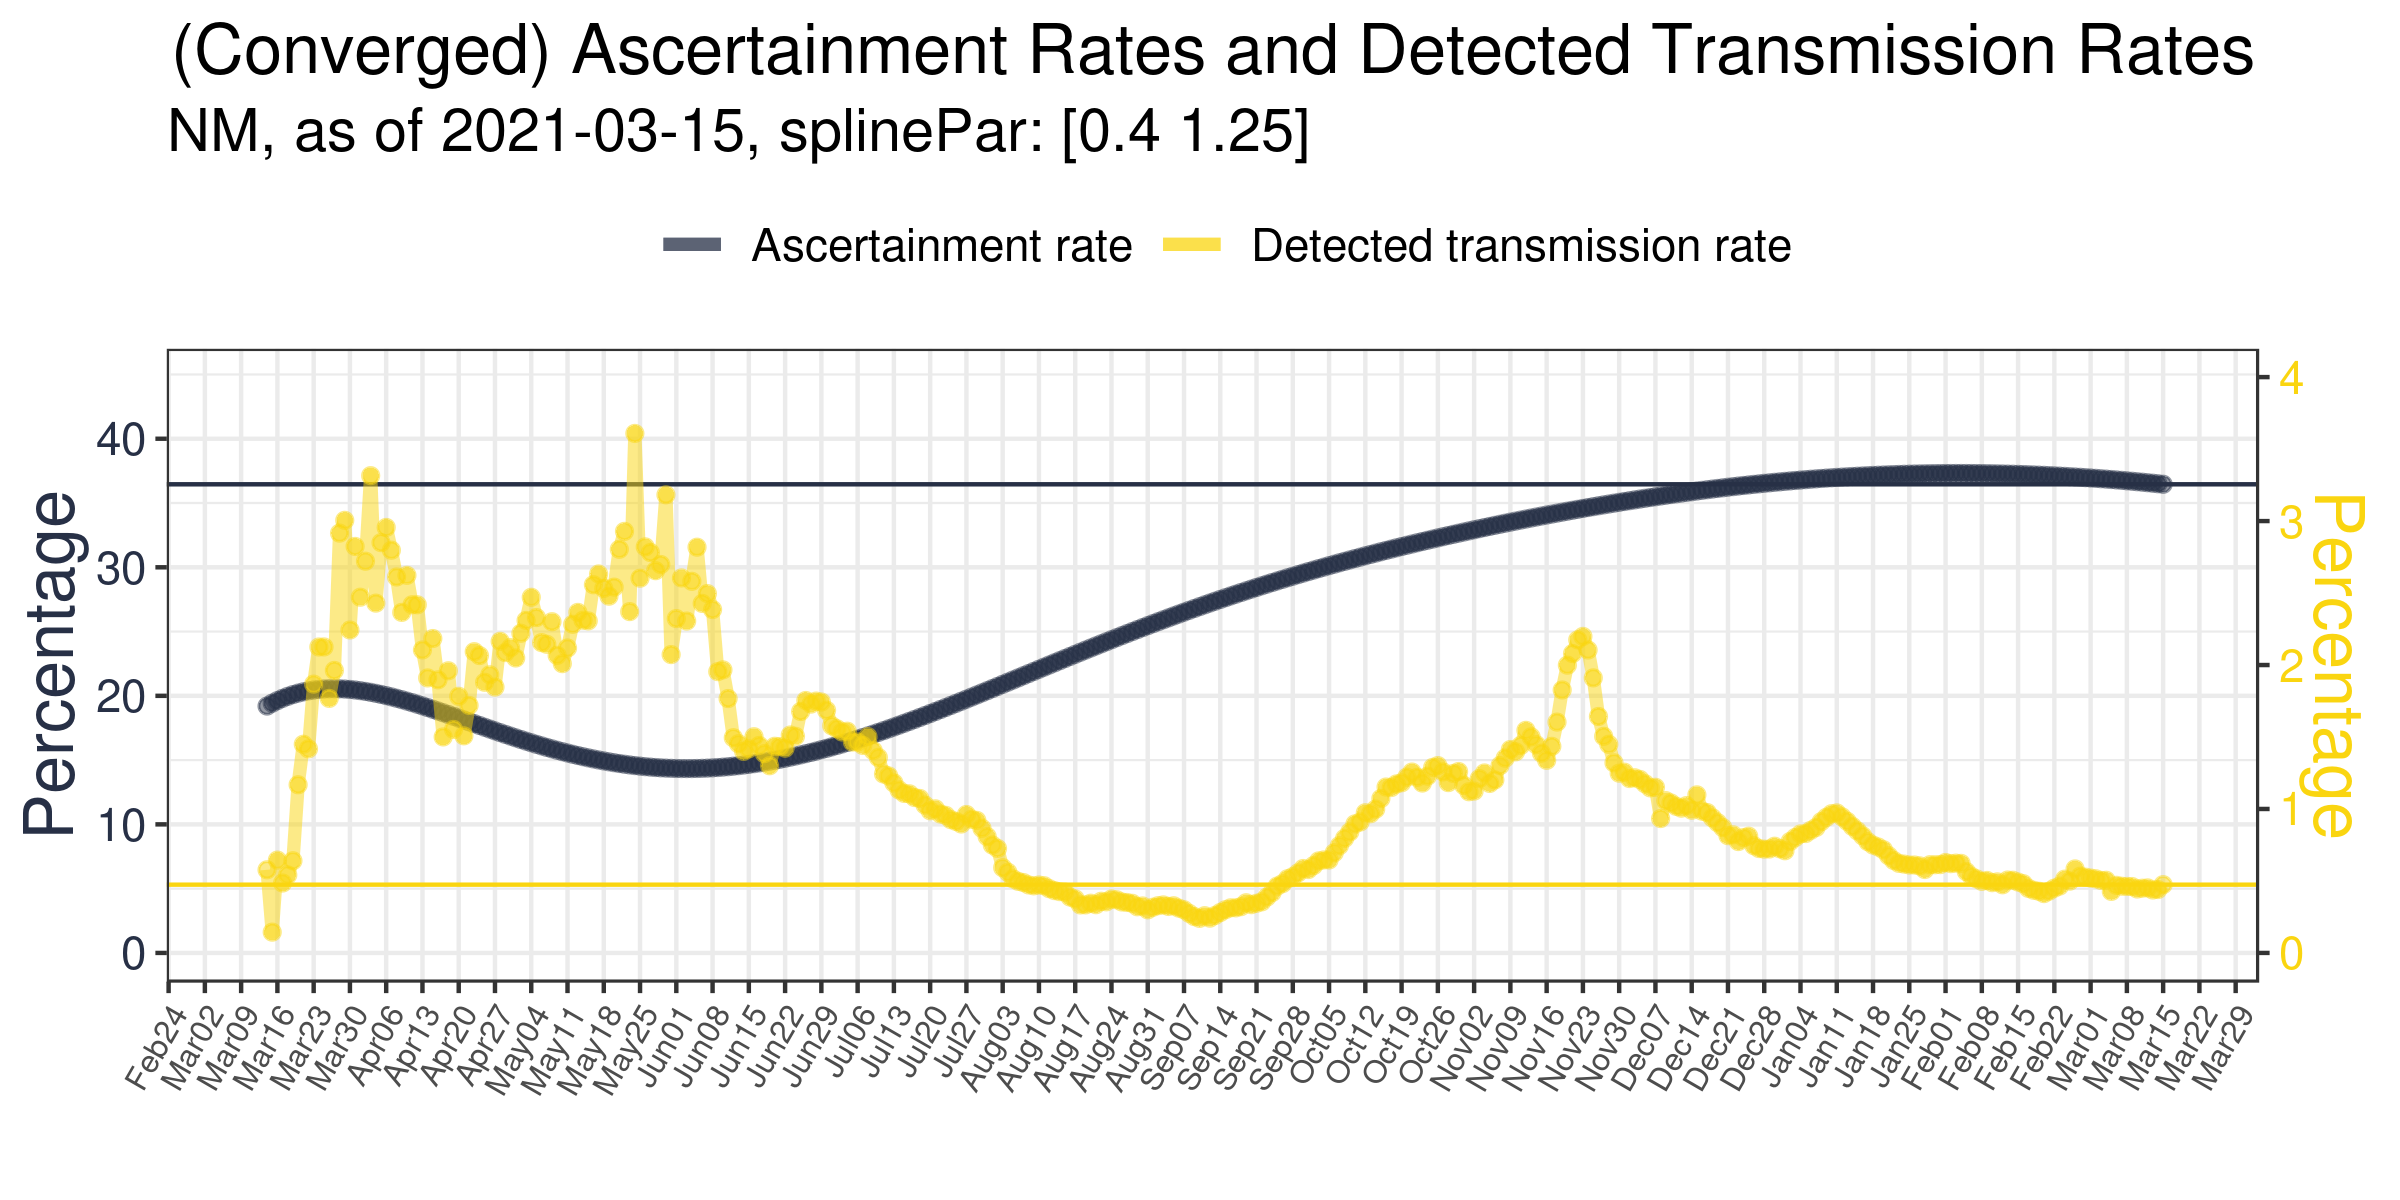 (Converged) Ascertainment Rates and Detected Transmission Rates
NM, as of 2021-03-15, splinePar: [0.4 1.25]
Ascertainment rate
Detected transmission rate
Percentage
40
30
20
10
0
4
3
2
1
0
Percentage
Feb24
Mar02
Mar09
Mar16
Mar23
Mar30
Apr06
Apr13
Apr20
Apr27
May04
May11
May18
May25
Jun01
Jun08
Jun15
Jun22
Jun29
Jul06
Jul13
Jul20
Jul27
Aug03
Aug10
Aug17
Aug24
Aug31
Sep07
Sep14
Sep21
Sep28
Oct05
Oct12
Oct19
Oct26
Nov02
Nov09
Nov16
Nov23
Nov30
Dec07
Dec14
Dec21
Dec28
Jan04
Jan11
Jan18
Jan25
Feb01
Feb08
Feb15
Feb22
Mar01
Mar08
Mar15
Mar22
Mar29